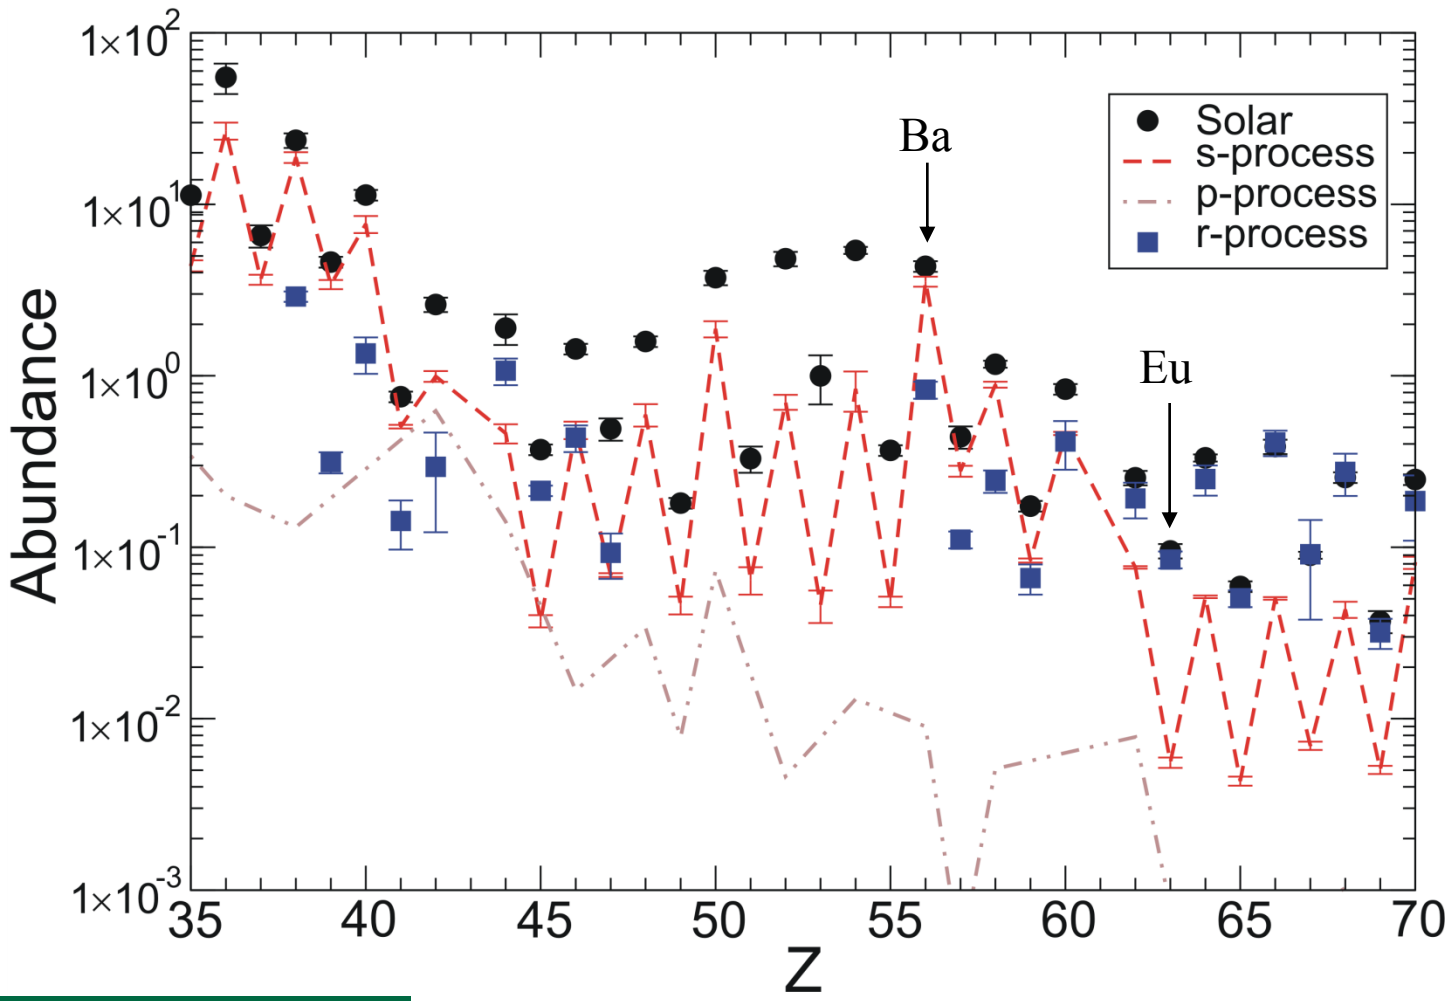 1×10²
1×10¹
1×10⁰
1×10⁻¹
1×10⁻²
1×10⁻³
Abundance
Ba
Eu
Solar
s-process
p-process
r-process
35 40 45 50 55 60 65 70
Z